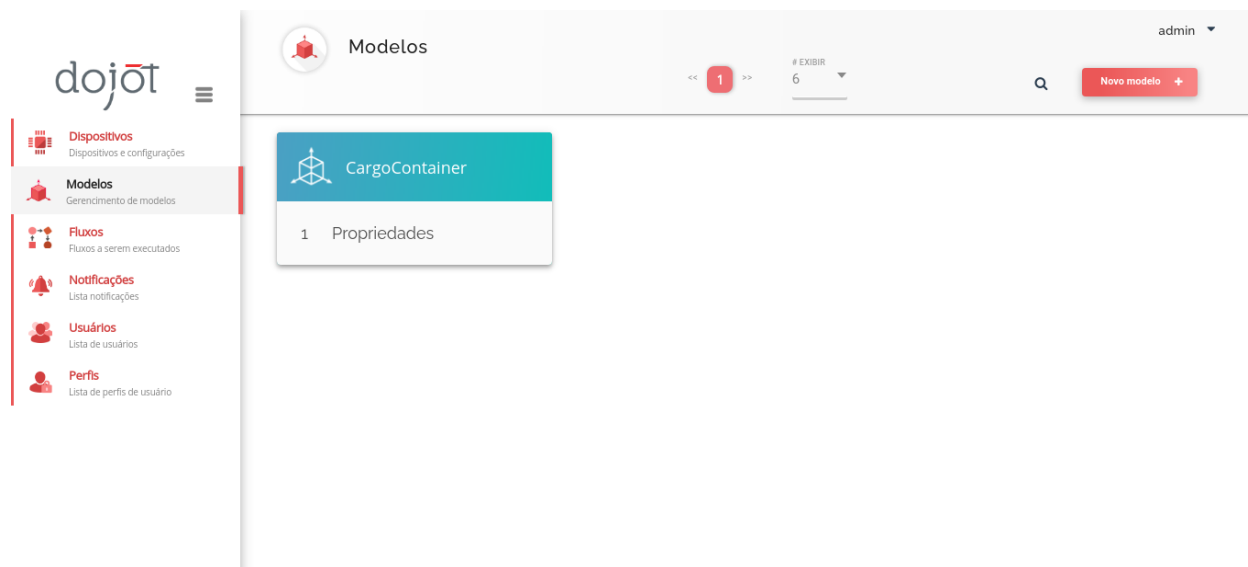 dojot
Dispositivos
Dispositivos e configurações
Modelos
Gerencimento de modelos
Fluxos
Fluxos a serem executados
Notificações
Lista notificações
Usuários
Lista de usuários
Perfis
Lista de perfis de usuário
Modelos
<< 1 >>
# EXIBIR
6
admin
Novo modelo +
CargoContainer
1 Propriedades